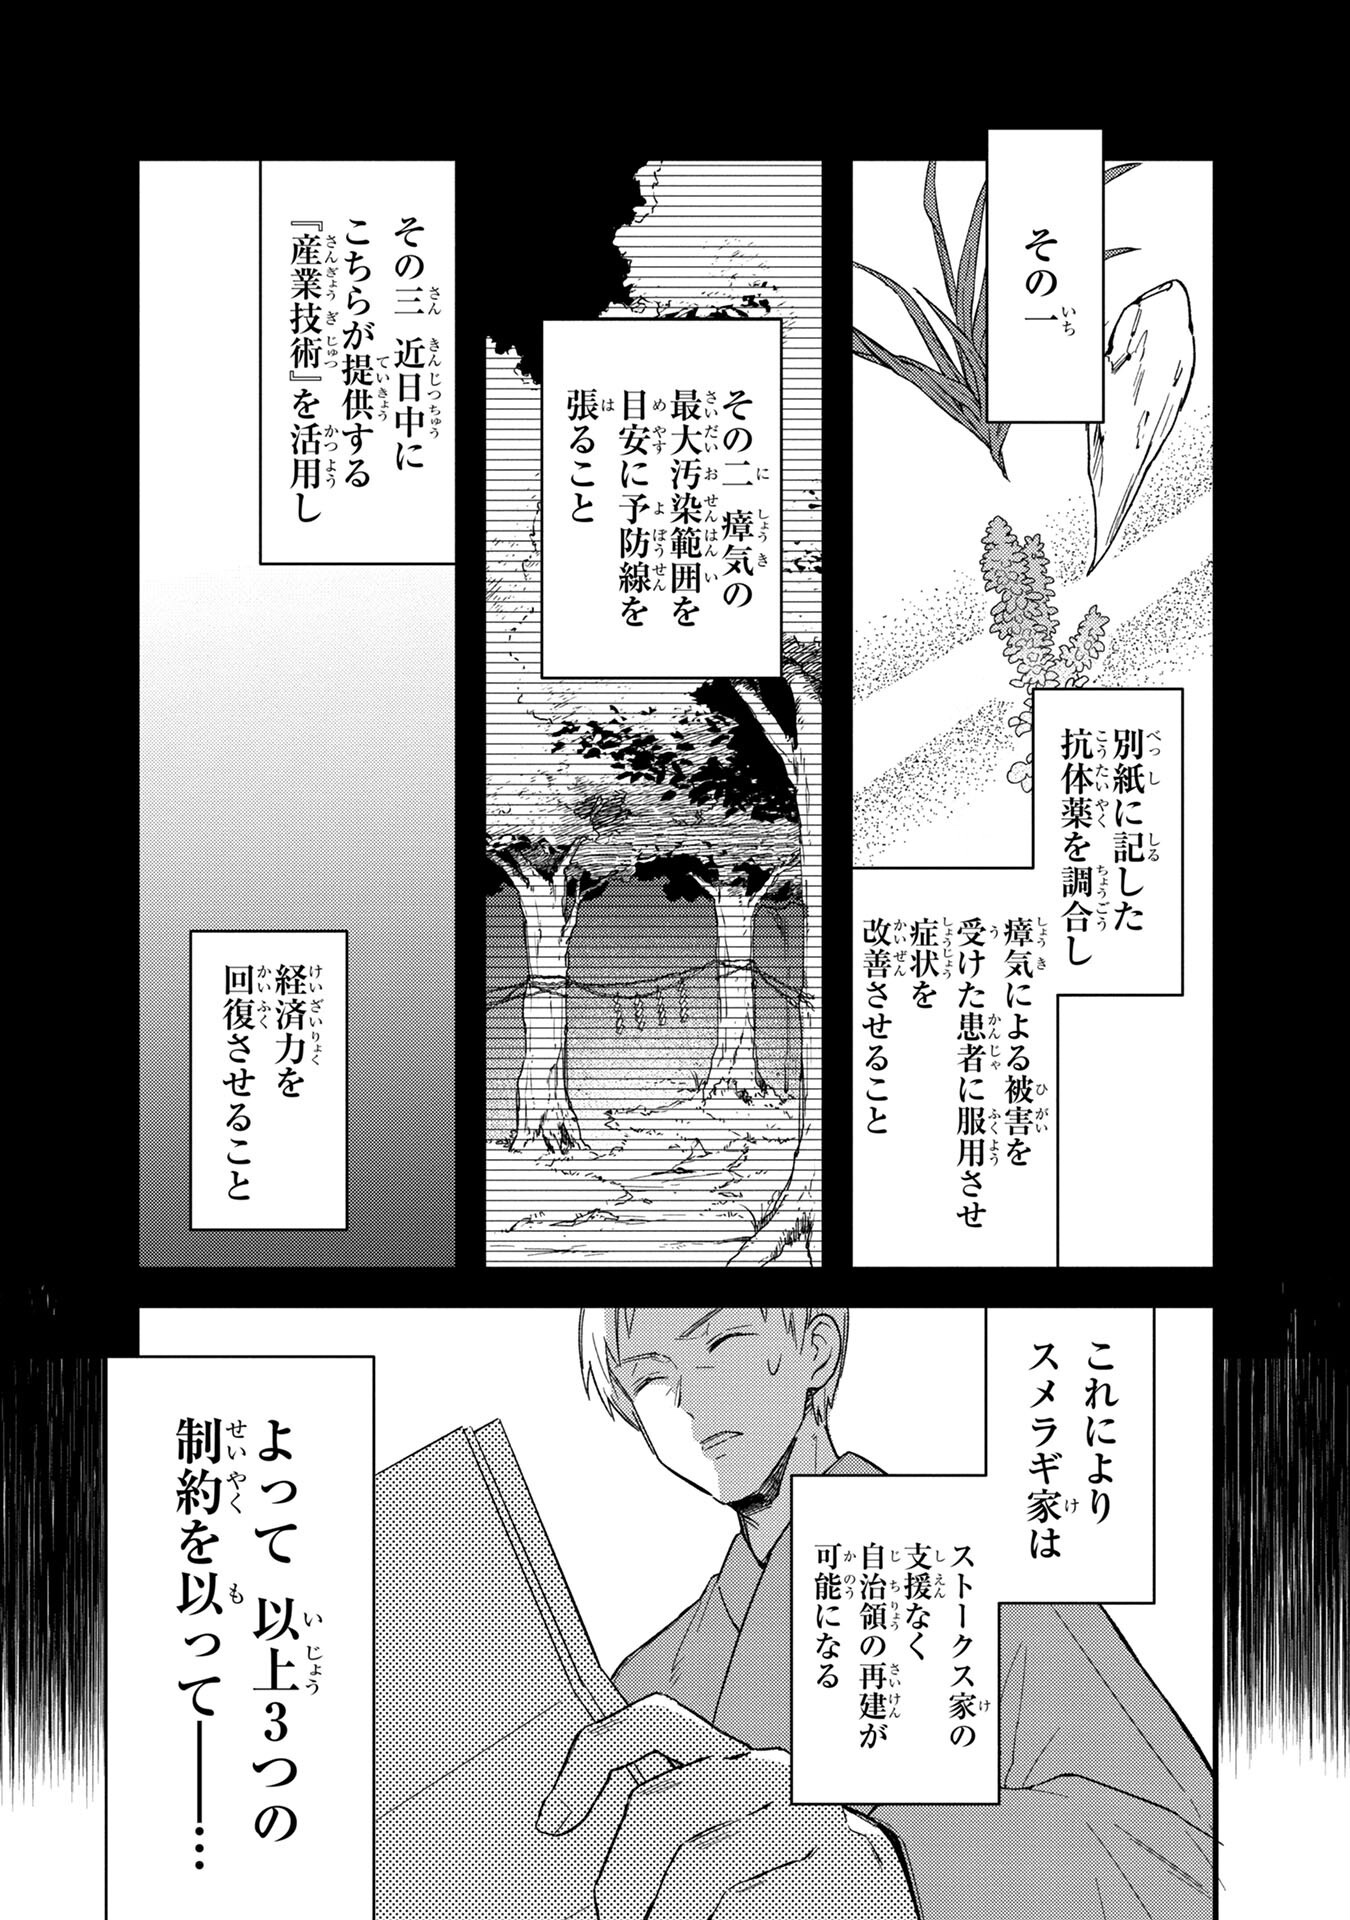 その一
別紙に記した
抗体薬を調合し
瘴気による被害を
受けた患者に服用させ
症状を
改善させること
その二 瘴気の
最大汚染範囲を
目安に予防線を
張ること
その三 近日中に
こちらが提供する
『産業技術』を活用し
経済力を
回復させること
これにより
スメラギ家は
ストークス家の
支援なく
自治領の再建が
可能になる
よって 以上3つの
制約を以って――…